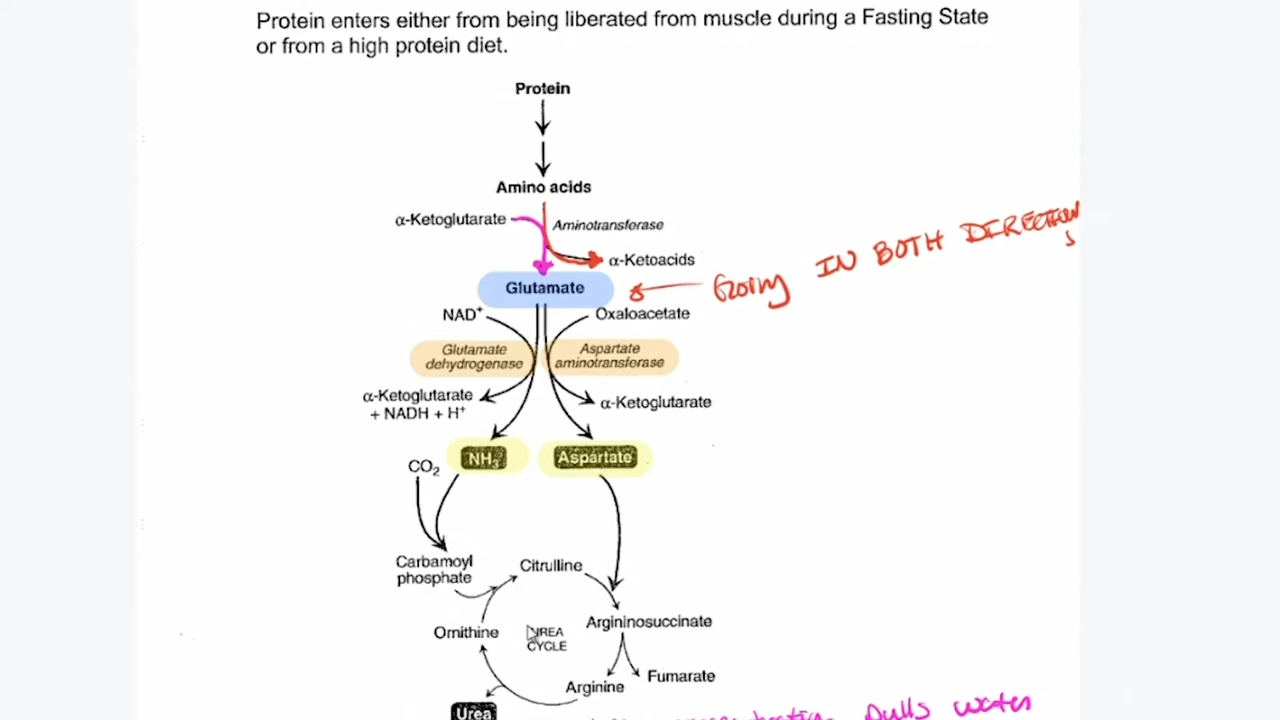 Protein enters either from being liberated from muscle during a Fasting State
or from a high protein diet.
Protein
Amino acids
α-Ketoglutarate
Aminotransferase
α-Ketoacids
Glutamate
Going IN BOTH DIRECTIONS
NAD⁺
Oxaloacetate
Glutamate
dehydrogenase
Aspartate
aminotransferase
α-Ketoglutarate
+ NADH + H⁺
α-Ketoglutarate
NH₃
Aspartate
CO₂
Carbamoyl
phosphate
Citrulline
Ornithine
UREA
CYCLE
Argininosuccinate
Fumarate
Arginine
Urea
pulls water